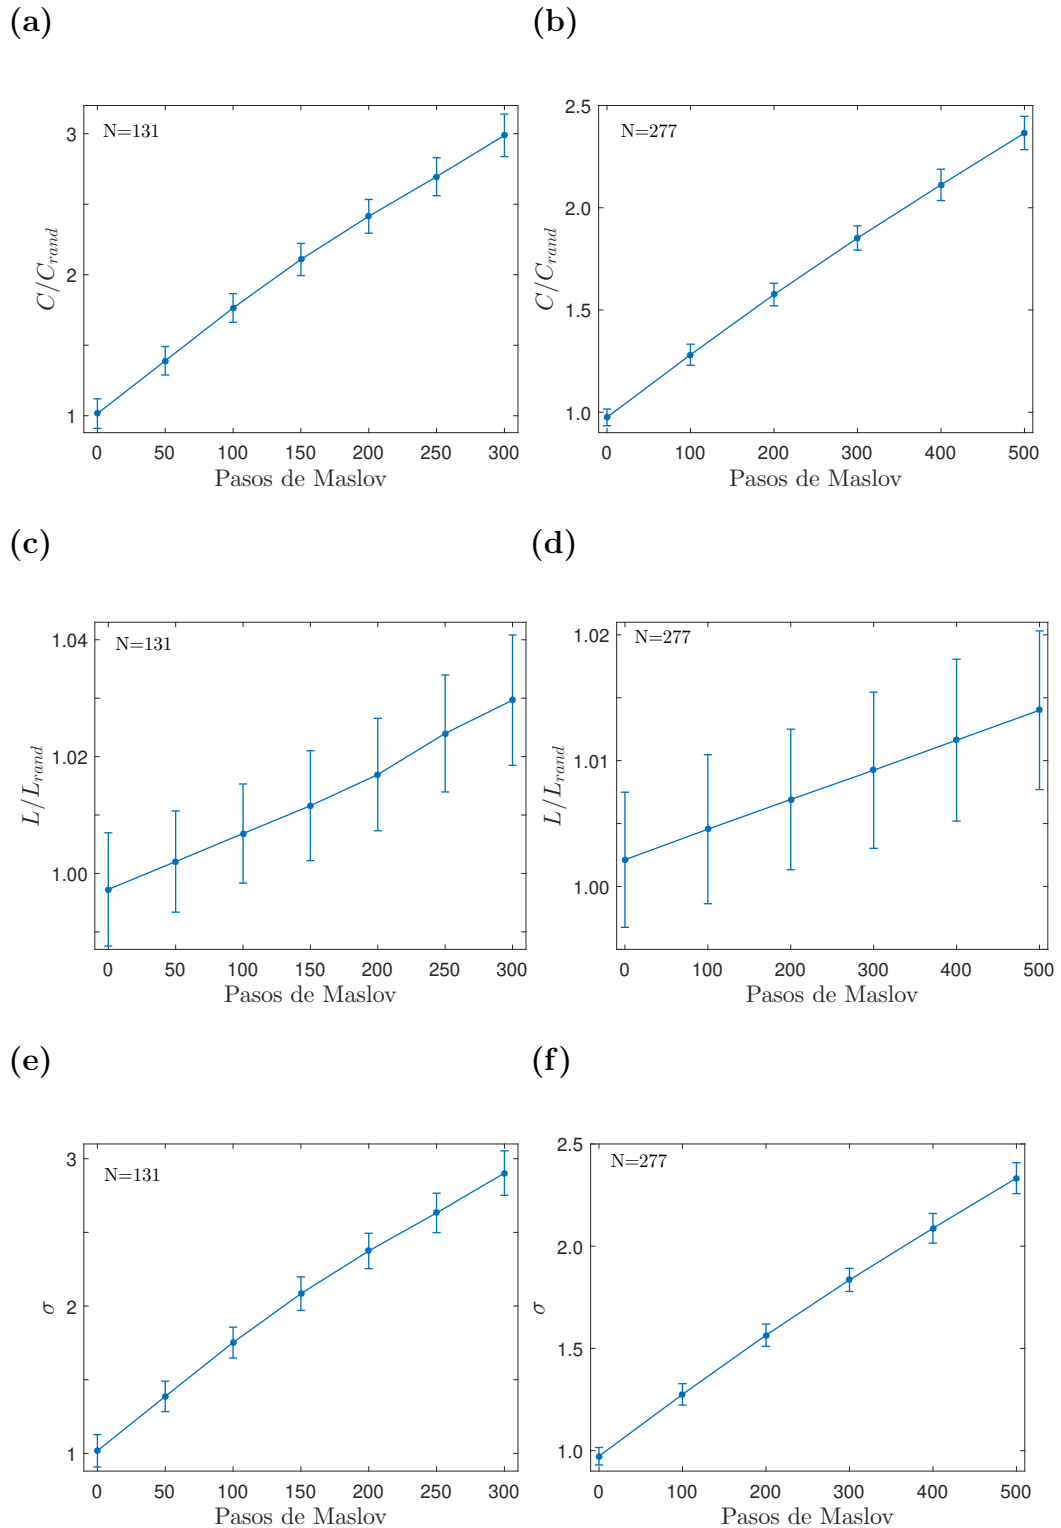 (a)
N=131
3
2
1
C/C_rand
0 50 100 150 200 250 300
Pasos de Maslov
(b)
N=277
2.5
2.0
1.5
1.0
C/C_rand
0 100 200 300 400 500
Pasos de Maslov
(c)
N=131
1.04
1.02
1.00
L/L_rand
0 50 100 150 200 250 300
Pasos de Maslov
(d)
N=277
1.02
1.01
1.00
L/L_rand
0 100 200 300 400 500
Pasos de Maslov
(e)
N=131
3
2
1
σ
0 50 100 150 200 250 300
Pasos de Maslov
(f)
N=277
2.5
2.0
1.5
1.0
σ
0 100 200 300 400 500
Pasos de Maslov